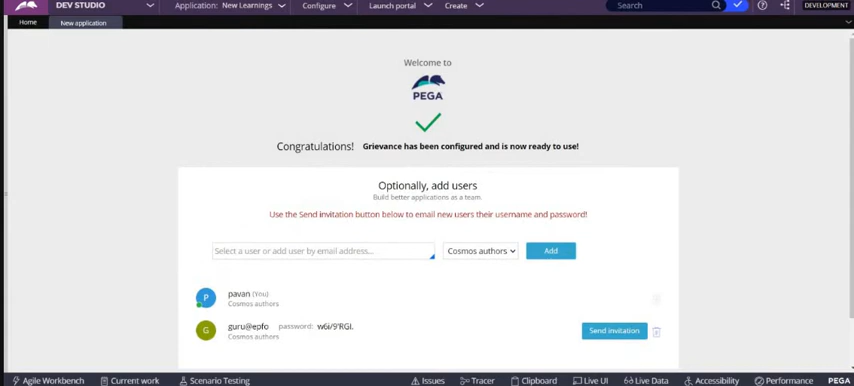 DEV STUDIO Application: New Learnings Configure Launch portal Create Search DEVELOPMENT
Home New application
Welcome to
PEGA
Congratulations! Grievance has been configured and is now ready to use!
Optionally, add users
Build better applications as a team.
Use the Send invitation button below to email new users their username and password!
Select a user or add user by email address... Cosmos authors Add
P pavan (You)
Cosmos authors
G guru@epfo password: w6i/9'RGI. Send invitation
Cosmos authors
Agile Workbench Current work Scenario Testing Issues Tracer Clipboard Live UI Live Data Accessibility Performance PEGA